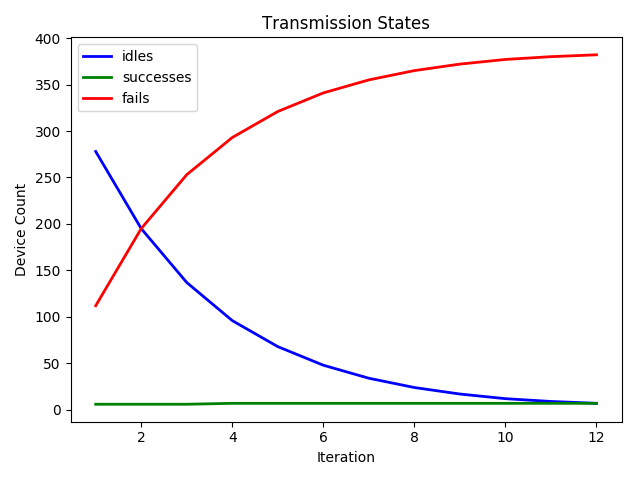 Transmission States
idles
successes
fails
Device Count
400
350
300
250
200
150
100
50
0
2 4 6 8 10 12
Iteration